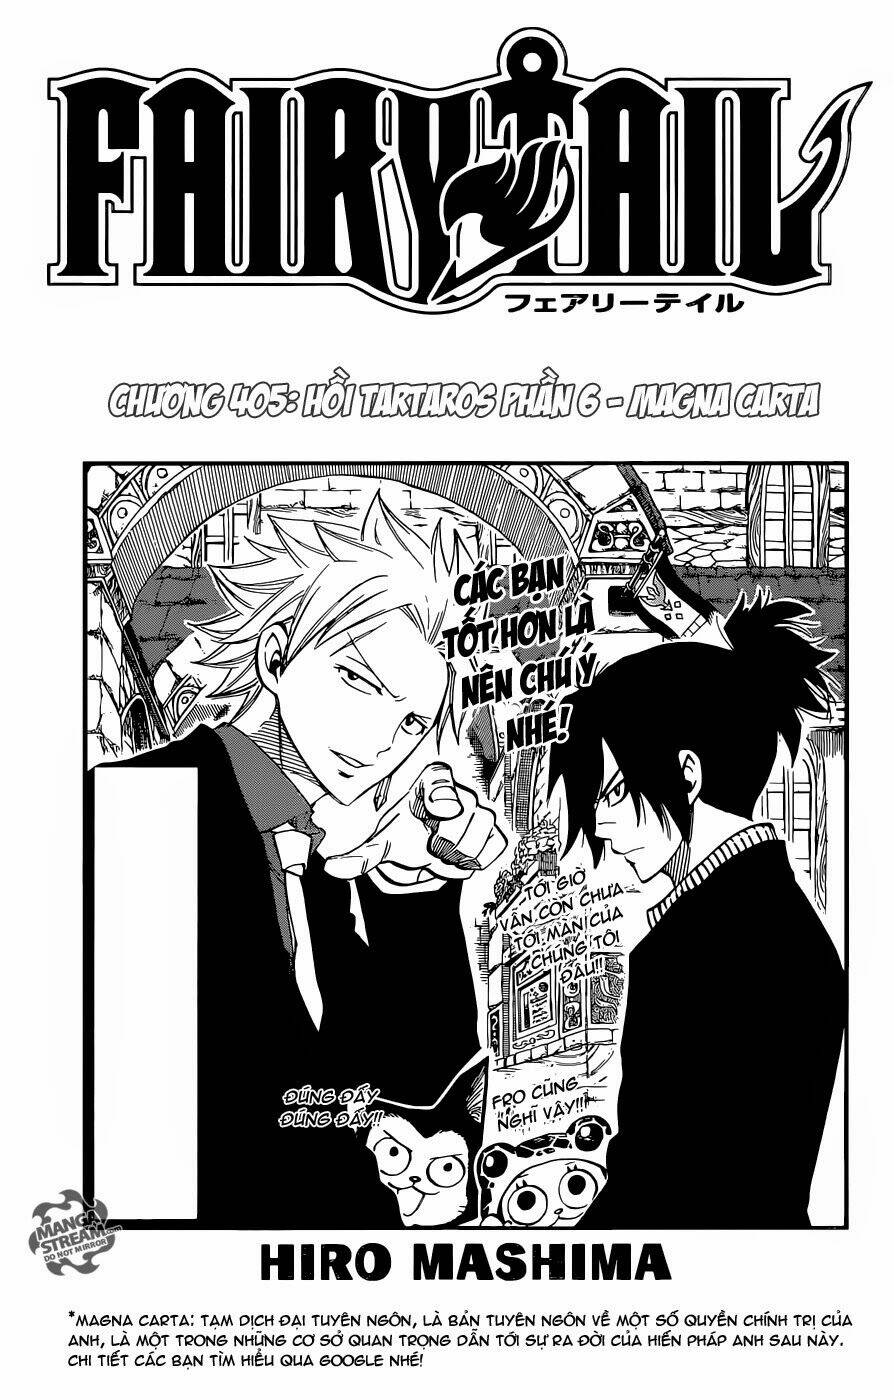 FAIRY TAIL
フェアリーテイル
CHƯƠNG 405: HỒI TARTAROS PHẦN 6 - MAGNA CARTA
CÁC BẠN
TỐT HƠN LÀ
NÊN CHÚ Ý
NHÉ!
TỚI GIỜ
VẪN CÒN CHƯA
TỚI MÀN CỦA
CHÚNG TÔI
ĐÂU!!
ĐÚNG ĐẤY
ĐÚNG ĐẤY!!
FRO CŨNG
NGHĨ VẬY!!
MANGA
STREAM.com
DO NOT MIRROR
HIRO MASHIMA
*MAGNA CARTA: TẠM DỊCH ĐẠI TUYÊN NGÔN, LÀ BẢN TUYÊN NGÔN VỀ MỘT SỐ QUYỀN CHÍNH TRỊ CỦA
ANH, LÀ MỘT TRONG NHỮNG CƠ SỞ QUAN TRỌNG DẪN TỚI SỰ RA ĐỜI CỦA HIẾN PHÁP ANH SAU NÀY.
CHI TIẾT CÁC BẠN TÌM HIỂU QUA GOOGLE NHÉ!